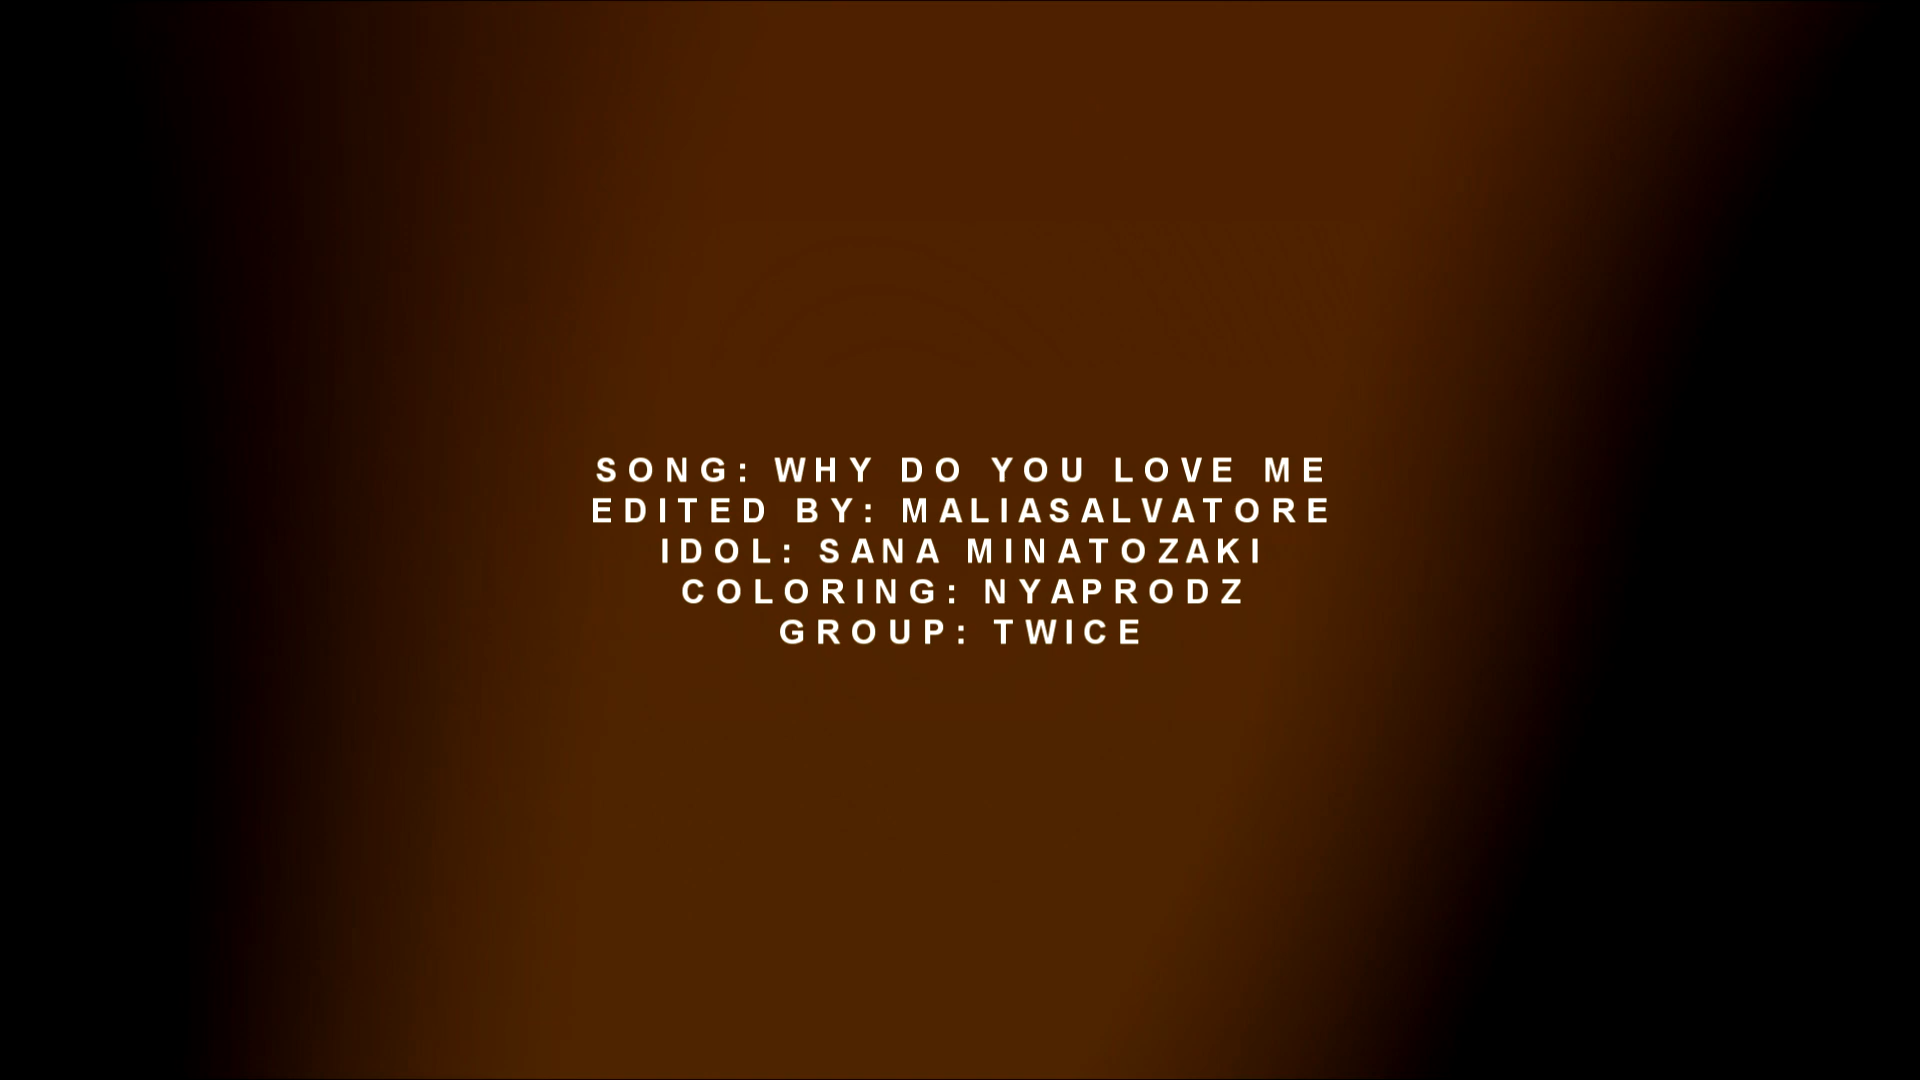 SONG: WHY DO YOU LOVE ME
EDITED BY: MALIASALVATORE
IDOL: SANA MINATOZAKI
COLORING: NYAPRODZ
GROUP: TWICE